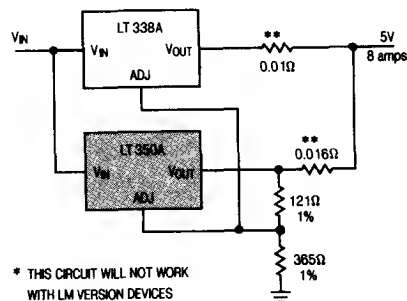 LT 338A
VIN
VIN
VOUT
ADJ
**
0.01Ω
5V
8 amps
LT 350A
VIN
VOUT
ADJ
**
0.016Ω
121Ω
1%
365Ω
1%
* THIS CIRCUIT WILL NOT WORK
WITH LM VERSION DEVICES